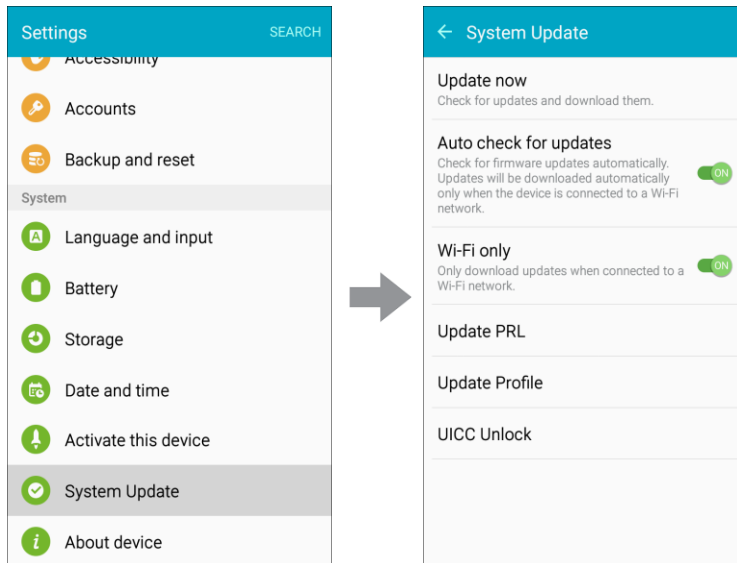 Settings
SEARCH
Accessibility
Accounts
Backup and reset
System
Language and input
Battery
Storage
Date and time
Activate this device
System Update
About device
System Update
Update now
Check for updates and download them.
Auto check for updates
Check for firmware updates automatically.
Updates will be downloaded automatically
only when the device is connected to a Wi-Fi
network.
ON
Wi-Fi only
Only download updates when connected to a
Wi-Fi network.
ON
Update PRL
Update Profile
UICC Unlock